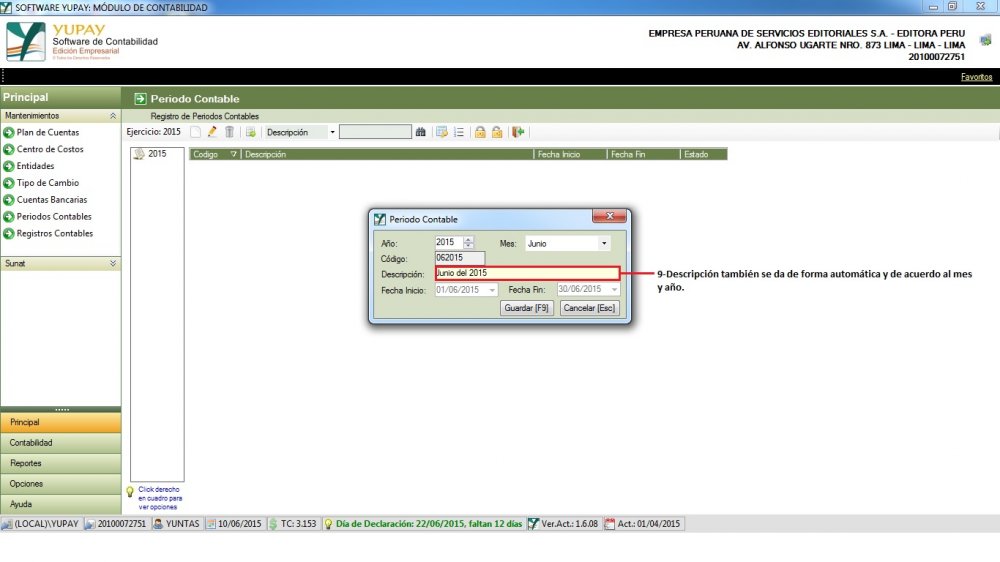 SOFTWARE YUPAY: MÓDULO DE CONTABILIDAD
YUPAY
Software de Contabilidad
Edición Empresarial
© Todos los Derechos Reservados
EMPRESA PERUANA DE SERVICIOS EDITORIALES S.A. - EDITORA PERU
AV. ALFONSO UGARTE NRO. 873 LIMA - LIMA - LIMA
20100072751
Favoritos
Principal
Periodo Contable
Mantenimientos
Registro de Periodos Contables
Ejercicio: 2015
Descripción
Plan de Cuentas
Centro de Costos
Entidades
Tipo de Cambio
Cuentas Bancarias
Periodos Contables
Registros Contables
Sunat
2015
Codigo
Descripción
Fecha Inicio
Fecha Fin
Estado
Periodo Contable
Año: 2015
Mes: Junio
Código: 062015
Descripción: Junio del 2015
Fecha Inicio: 01/06/2015
Fecha Fin: 30/06/2015
Guardar [F9]
Cancelar [Esc]
9-Descripción también se da de forma automática y de acuerdo al mes
y año.
Principal
Contabilidad
Reportes
Opciones
Ayuda
Click derecho
en cuadro para
ver opciones
(LOCAL)\YUPAY
20100072751
YUNTAS
10/06/2015
TC: 3.153
Día de Declaración: 22/06/2015, faltan 12 días
Ver.Act.: 1.6.08
Act.: 01/04/2015